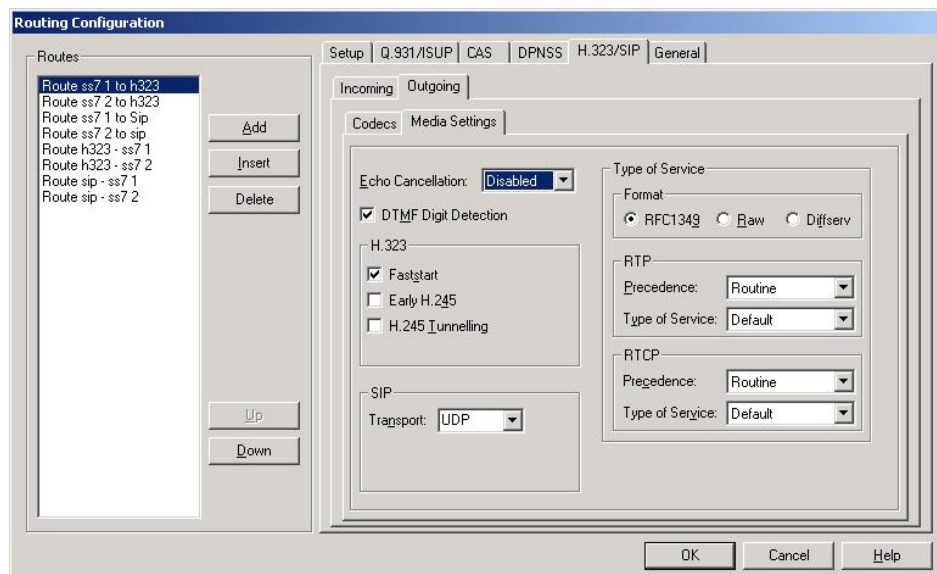 Routing Configuration
Routes
Route ss7 1 to h323
Route ss7 2 to h323
Route ss7 1 to Sip
Route ss7 2 to sip
Route h323 - ss7 1
Route h323 - ss7 2
Route sip - ss7 1
Route sip - ss7 2
Add
Insert
Delete
Up
Down
Setup Q.931/ISUP CAS DPNSS H.323/SIP General
Incoming Outgoing
Codecs Media Settings
Echo Cancellation: Disabled
DTMF Digit Detection
H.323
Faststart
Early H.245
H.245 Tunnelling
SIP
Transport: UDP
Type of Service
Format
RFC1349 Raw Diffserv
RTP
Precedence: Routine
Type of Service: Default
RTCP
Precedence: Routine
Type of Service: Default
OK Cancel Help